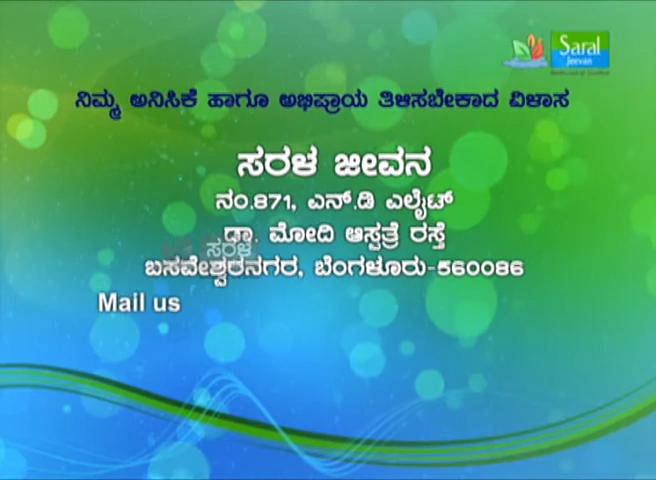 Saral
Jeevan
ನಿಮ್ಮ ಅನಿಸಿಕೆ ಹಾಗೂ ಅಭಿಪ್ರಾಯ ತಿಳಿಸಬೇಕಾದ ವಿಳಾಸ
ಸರಳ ಜೀವನ
ನಂ.871, ಎನ್.ಡಿ ಎಲೈಟ್
ಡಾ. ಮೋದಿ ಆಸ್ಪತ್ರೆ ರಸ್ತೆ
ಸರಳ
ಬಸವೇಶ್ವರನಗರ, ಬೆಂಗಳೂರು-560086
Mail us